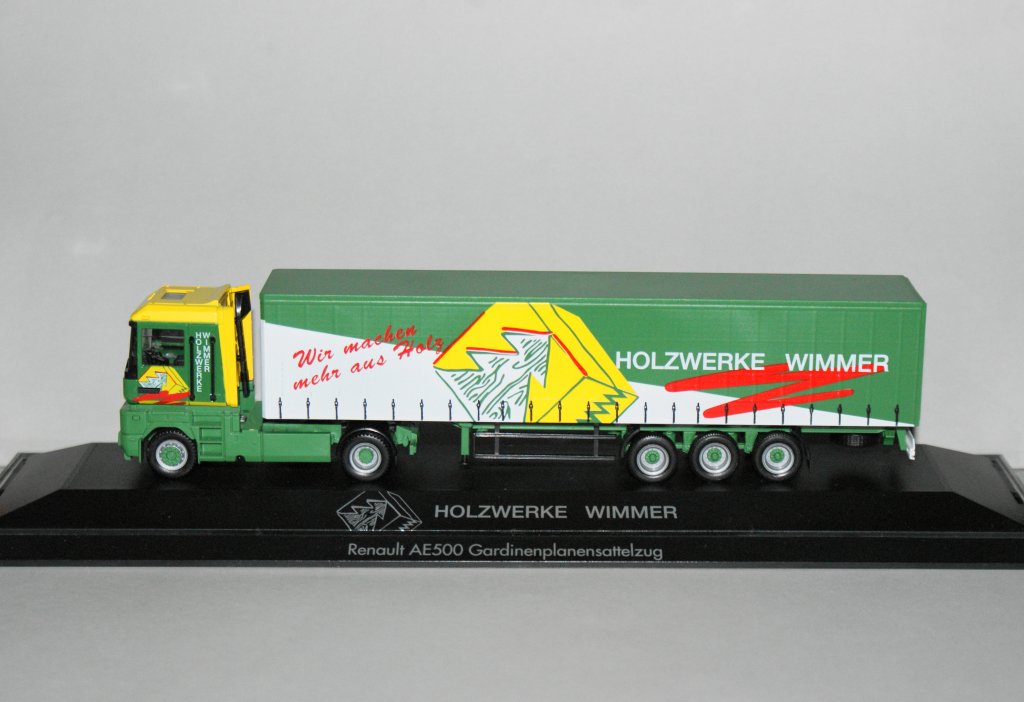 HOLZWERKE
WIMMER
Wir machen
mehr aus Holz
HOLZWERKE WIMMER
HOLZWERKE WIMMER
Renault AE500 Gardinenplanensattelzug